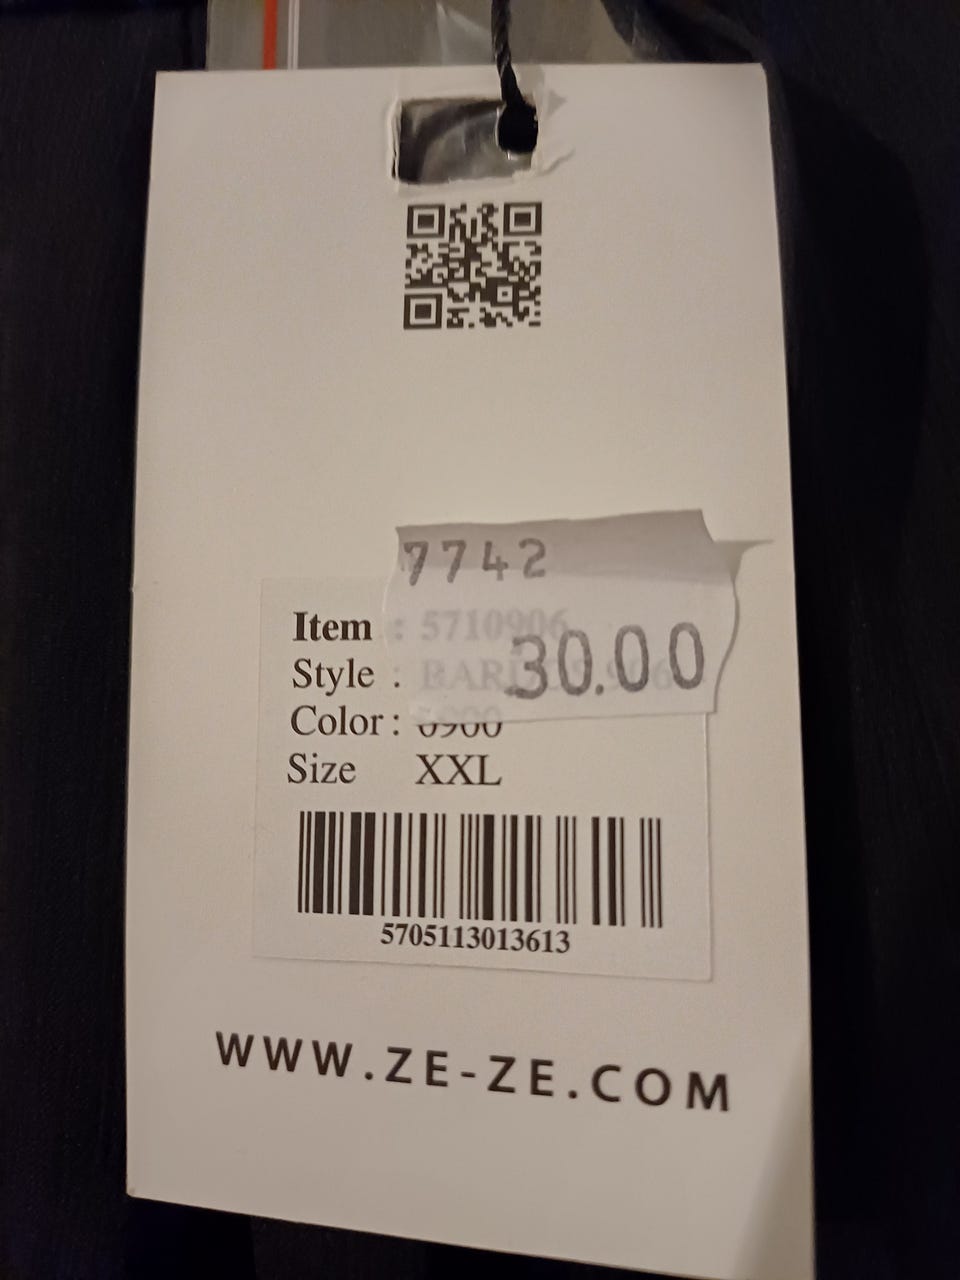 7742
Item : 5710906
30.00
Style :
Color : 0900
Size XXL
5705113013613
WWW.ZE-ZE.COM